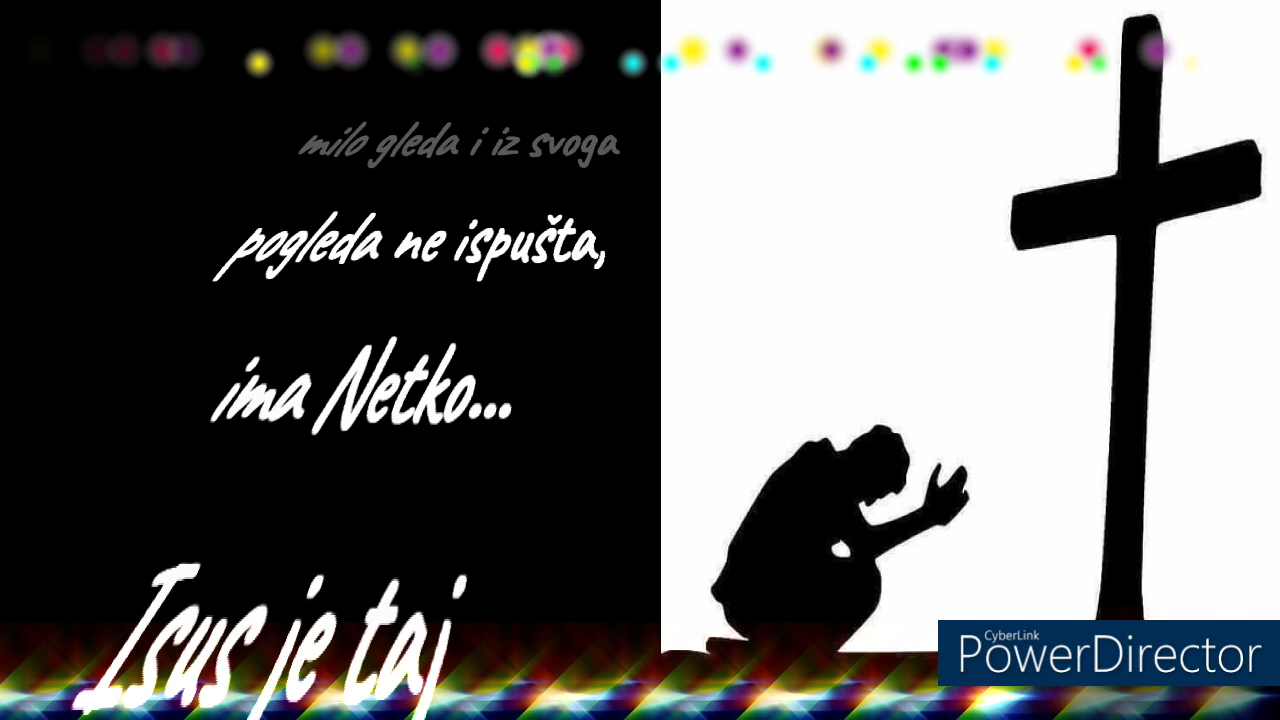 milo gleda i iz svoga
pogleda ne ispušta,
ima Netko...
Isus je taj
CyberLink
PowerDirector